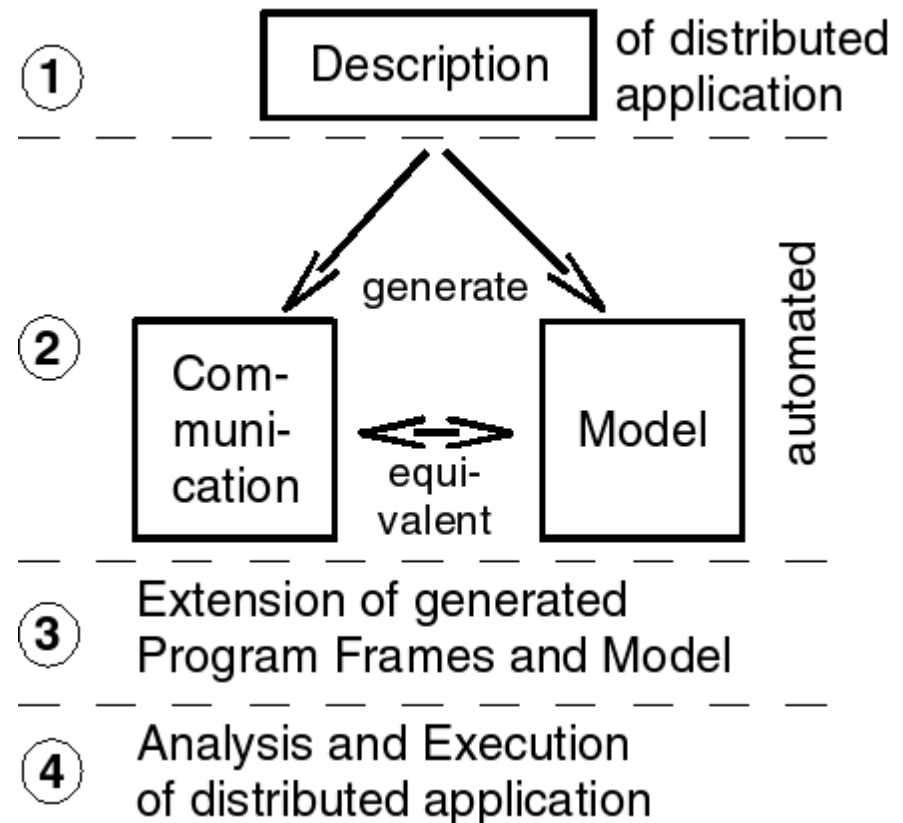 1
Description
of distributed
application
generate
automated
2
Com-
muni-
cation
equi-
valent
Model
3
Extension of generated
Program Frames and Model
4
Analysis and Execution
of distributed application